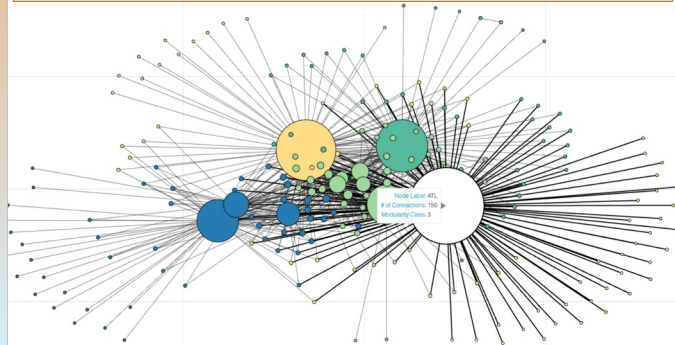 Node Label: ATL
# of Connections: 150
Modularity Class: 3